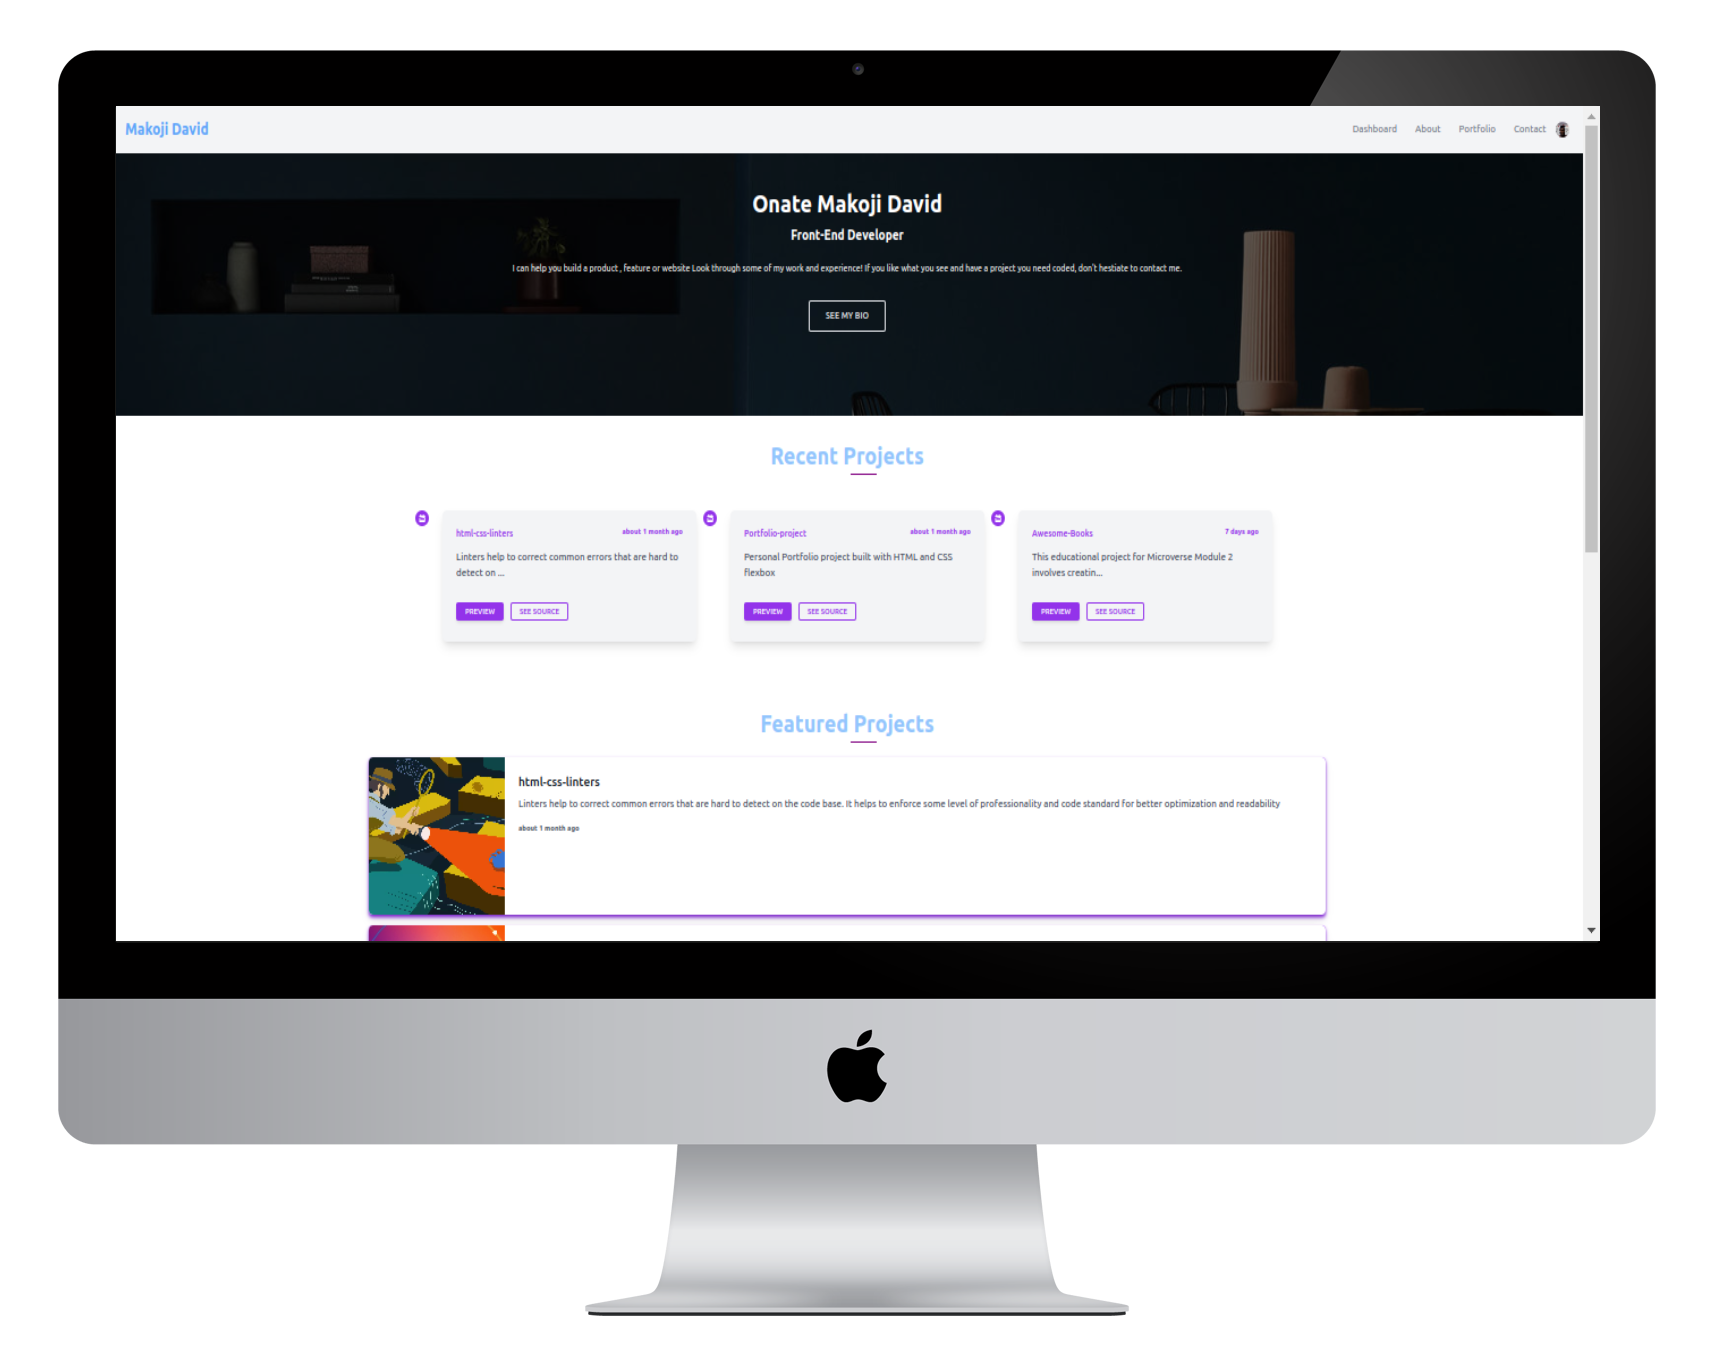 Makoji David
Dashboard About Portfolio Contact
Onate Makoji David
Front-End Developer
I can help you build a product , feature or website Look through some of my work and experience! If you like what you see and have a project you need coded, don't hestiate to contact me.
SEE MY BIO
Recent Projects
html-css-linters about 1 month ago
Linters help to correct common errors that are hard to
detect on ...
PREVIEW SEE SOURCE
Portfolio-project about 1 month ago
Personal Portfolio project built with HTML and CSS
flexbox
PREVIEW SEE SOURCE
Awesome-Books 7 days ago
This educational project for Microverse Module 2
involves creatin...
PREVIEW SEE SOURCE
Featured Projects
html-css-linters
Linters help to correct common errors that are hard to detect on the code base. It helps to enforce some level of professionality and code standard for better optimization and readability
about 1 month ago